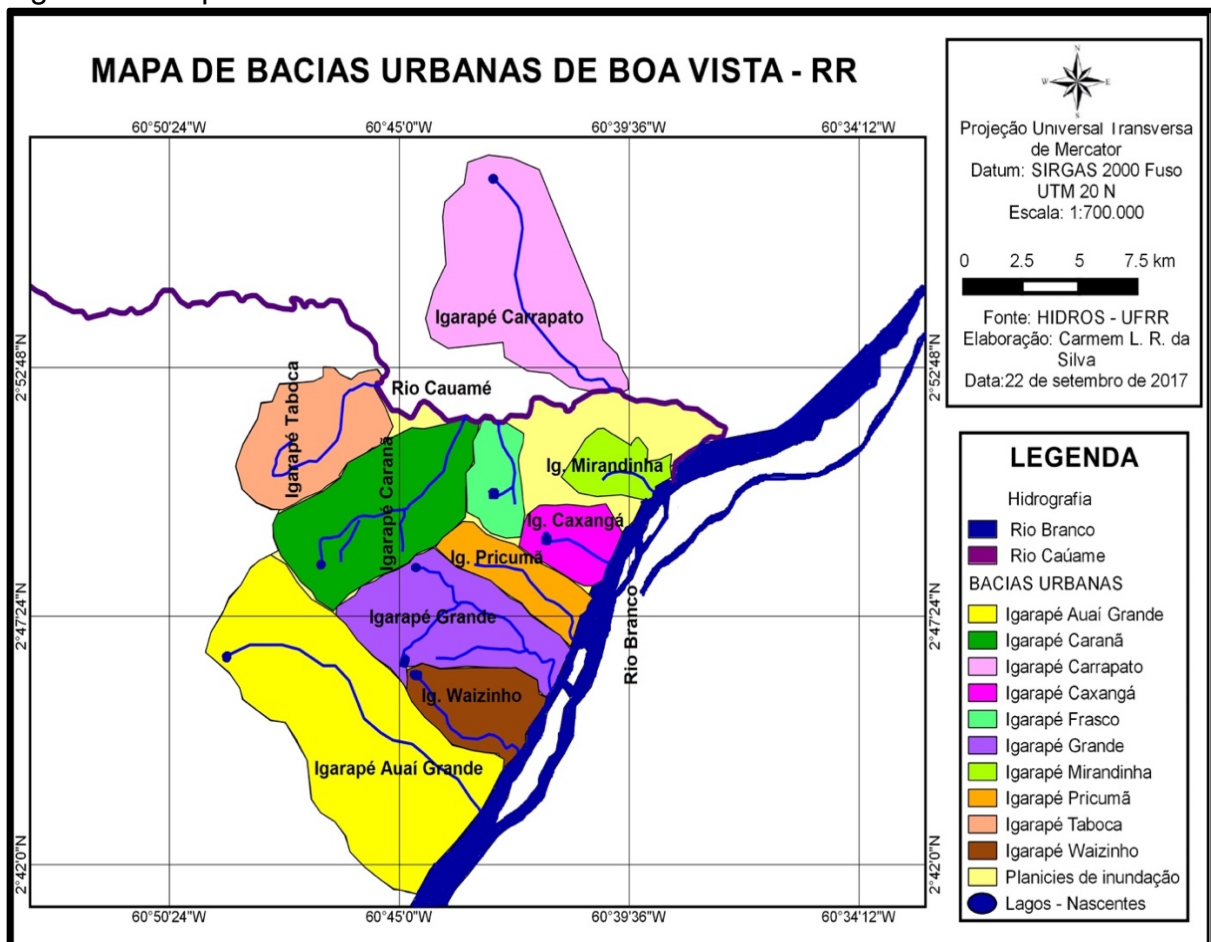 MAPA DE BACIAS URBANAS DE BOA VISTA - RR
60°50'24"W 60°45'0"W 60°39'36"W 60°34'12"W
2°52'48"N
2°47'24"N
2°42'0"N
Igarapé Carrapato
Rio Cauamé
Igarapé Taboca
Igarapé Caranã
Ig. Mirandinha
Ig. Caxangá
Ig. Pricumã
Igarapé Grande
Rio Branco
Ig. Waizinho
Igarapé Auaí Grande
2°52'48"N
2°47'24"N
2°42'0"N
60°50'24"W 60°45'0"W 60°39'36"W 60°34'12"W
N
W E
S
Projeção Universal Transversa
de Mercator
Datum: SIRGAS 2000 Fuso
UTM 20 N
Escala: 1:700.000
0 2.5 5 7.5 km
Fonte: HIDROS - UFRR
Elaboração: Carmem L. R. da
Silva
Data:22 de setembro de 2017
LEGENDA
Hidrografia
Rio Branco
Rio Caúame
BACIAS URBANAS
Igarapé Auaí Grande
Igarapé Caranã
Igarapé Carrapato
Igarapé Caxangá
Igarapé Frasco
Igarapé Grande
Igarapé Mirandinha
Igarapé Pricumã
Igarapé Taboca
Igarapé Waizinho
Planicies de inundação
Lagos - Nascentes